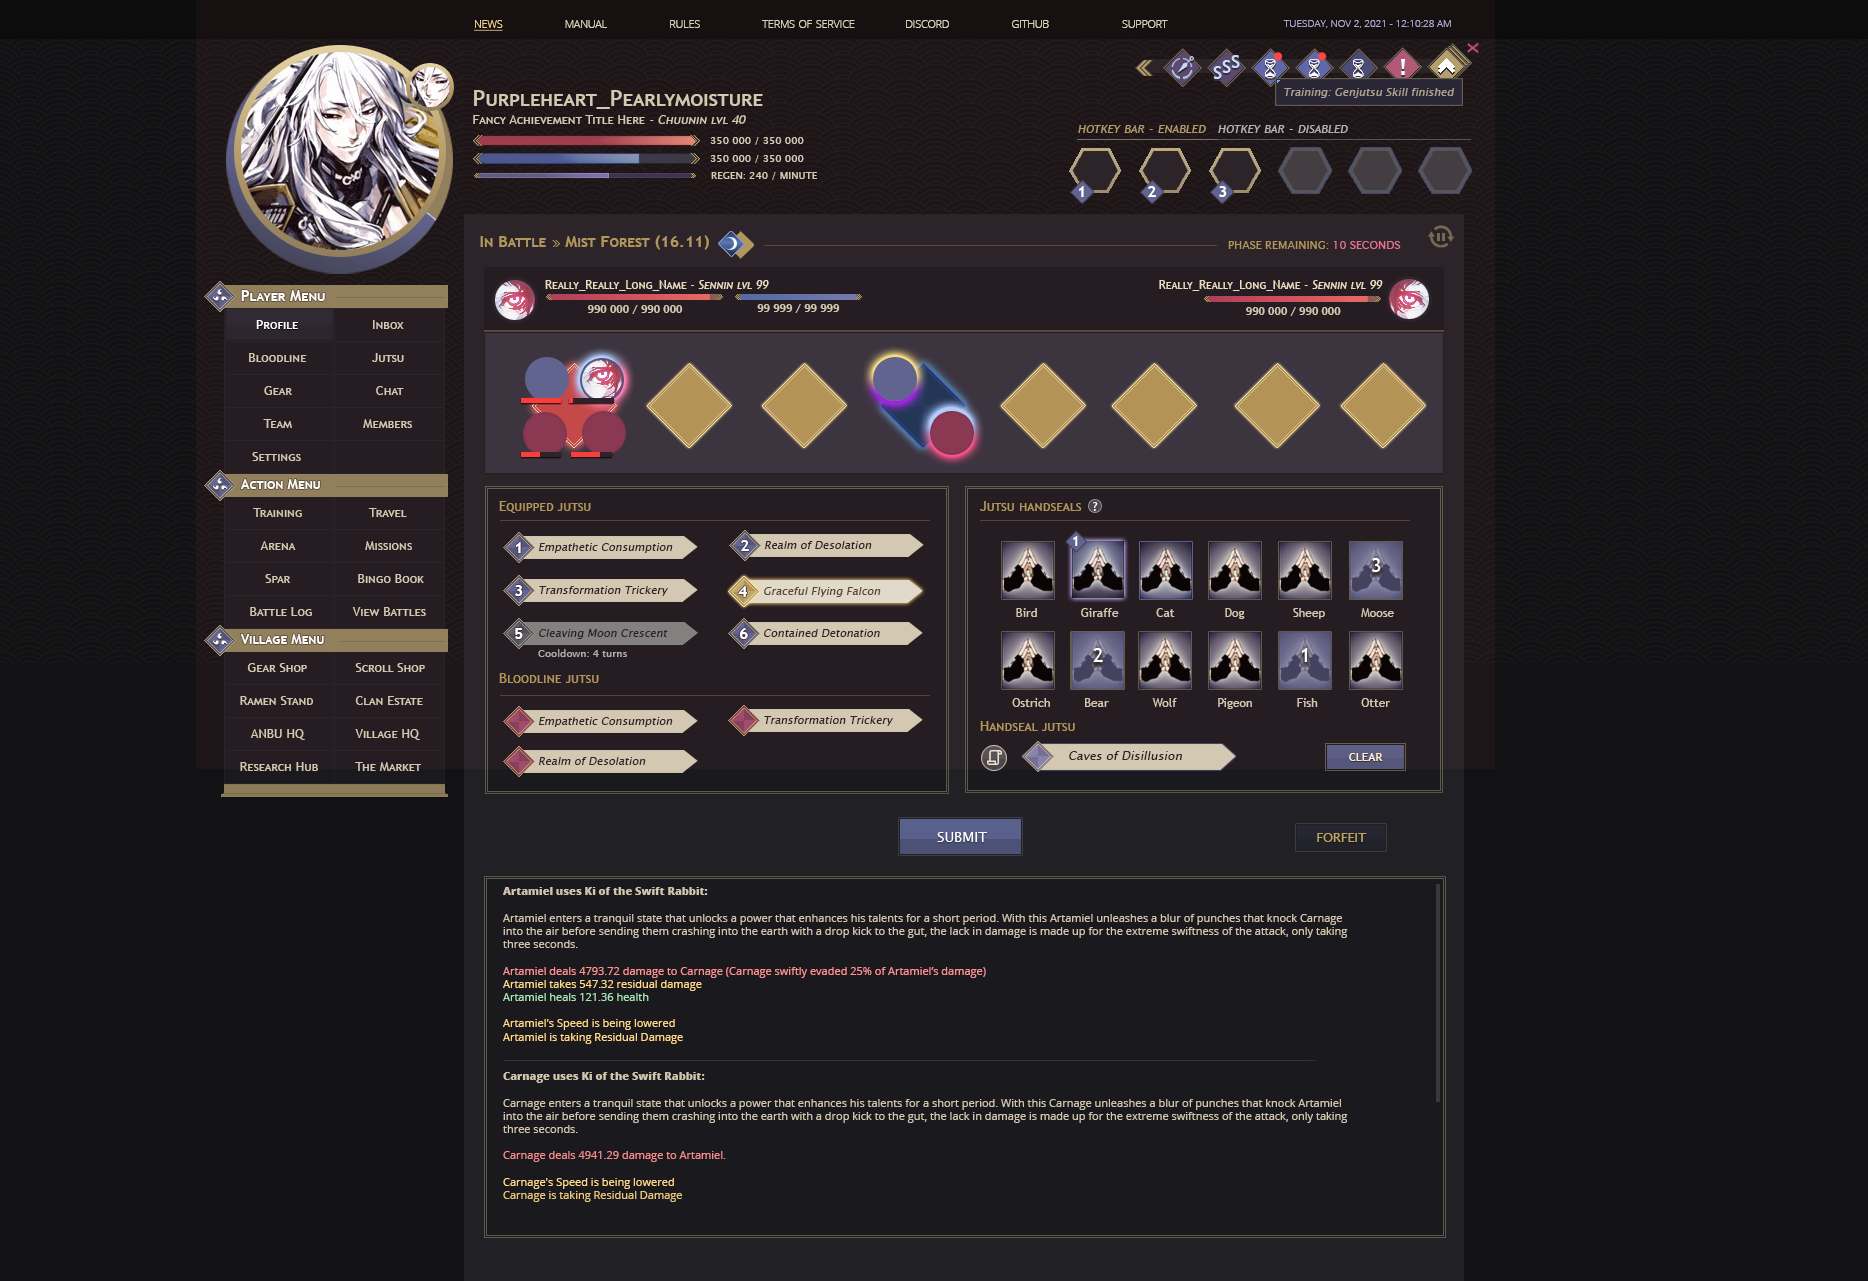 NEWS MANUAL RULES TERMS OF SERVICE DISCORD GITHUB SUPPORT TUESDAY, NOV 2, 2021 - 12:10:28 AM
SSS !
Training: Genjutsu Skill finished
Purpleheart_Pearlymoisture
Fancy Achievement Title Here - Chuunin lvl 40
350 000 / 350 000
350 000 / 350 000
REGEN: 240 / MINUTE
HOTKEY BAR - ENABLED HOTKEY BAR - DISABLED
1 2 3
In Battle » Mist Forest (16.11)
PHASE REMAINING: 10 SECONDS
Really_Really_Long_Name - Sennin lvl 99
990 000 / 990 000 99 999 / 99 999
Really_Really_Long_Name - Sennin lvl 99
990 000 / 990 000
Player Menu
Profile Inbox
Bloodline Jutsu
Gear Chat
Team Members
Settings
Action Menu
Training Travel
Arena Missions
Spar Bingo Book
Battle Log View Battles
Village Menu
Gear Shop Scroll Shop
Ramen Stand Clan Estate
ANBU HQ Village HQ
Research Hub The Market
Equipped jutsu
1 Empathetic Consumption 2 Realm of Desolation
3 Transformation Trickery 4 Graceful Flying Falcon
5 Cleaving Moon Crescent 6 Contained Detonation
Cooldown: 4 turns
Bloodline jutsu
Empathetic Consumption Transformation Trickery
Realm of Desolation
Jutsu handseals ?
1 3
Bird Giraffe Cat Dog Sheep Moose
2 1
Ostrich Bear Wolf Pigeon Fish Otter
Handseal jutsu
Caves of Disillusion CLEAR
SUBMIT FORFEIT
Artamiel uses Ki of the Swift Rabbit:
Artamiel enters a tranquil state that unlocks a power that enhances his talents for a short period. With this Artamiel unleashes a blur of punches that knock Carnage
into the air before sending them crashing into the earth with a drop kick to the gut, the lack in damage is made up for the extreme swiftness of the attack, only taking
three seconds.
Artamiel deals 4793.72 damage to Carnage (Carnage swiftly evaded 25% of Artamiel's damage)
Artamiel takes 547.32 residual damage
Artamiel heals 121.36 health
Artamiel's Speed is being lowered
Artamiel is taking Residual Damage
Carnage uses Ki of the Swift Rabbit:
Carnage enters a tranquil state that unlocks a power that enhances his talents for a short period. With this Carnage unleashes a blur of punches that knock Artamiel
into the air before sending them crashing into the earth with a drop kick to the gut, the lack in damage is made up for the extreme swiftness of the attack, only taking
three seconds.
Carnage deals 4941.29 damage to Artamiel.
Carnage's Speed is being lowered
Carnage is taking Residual Damage